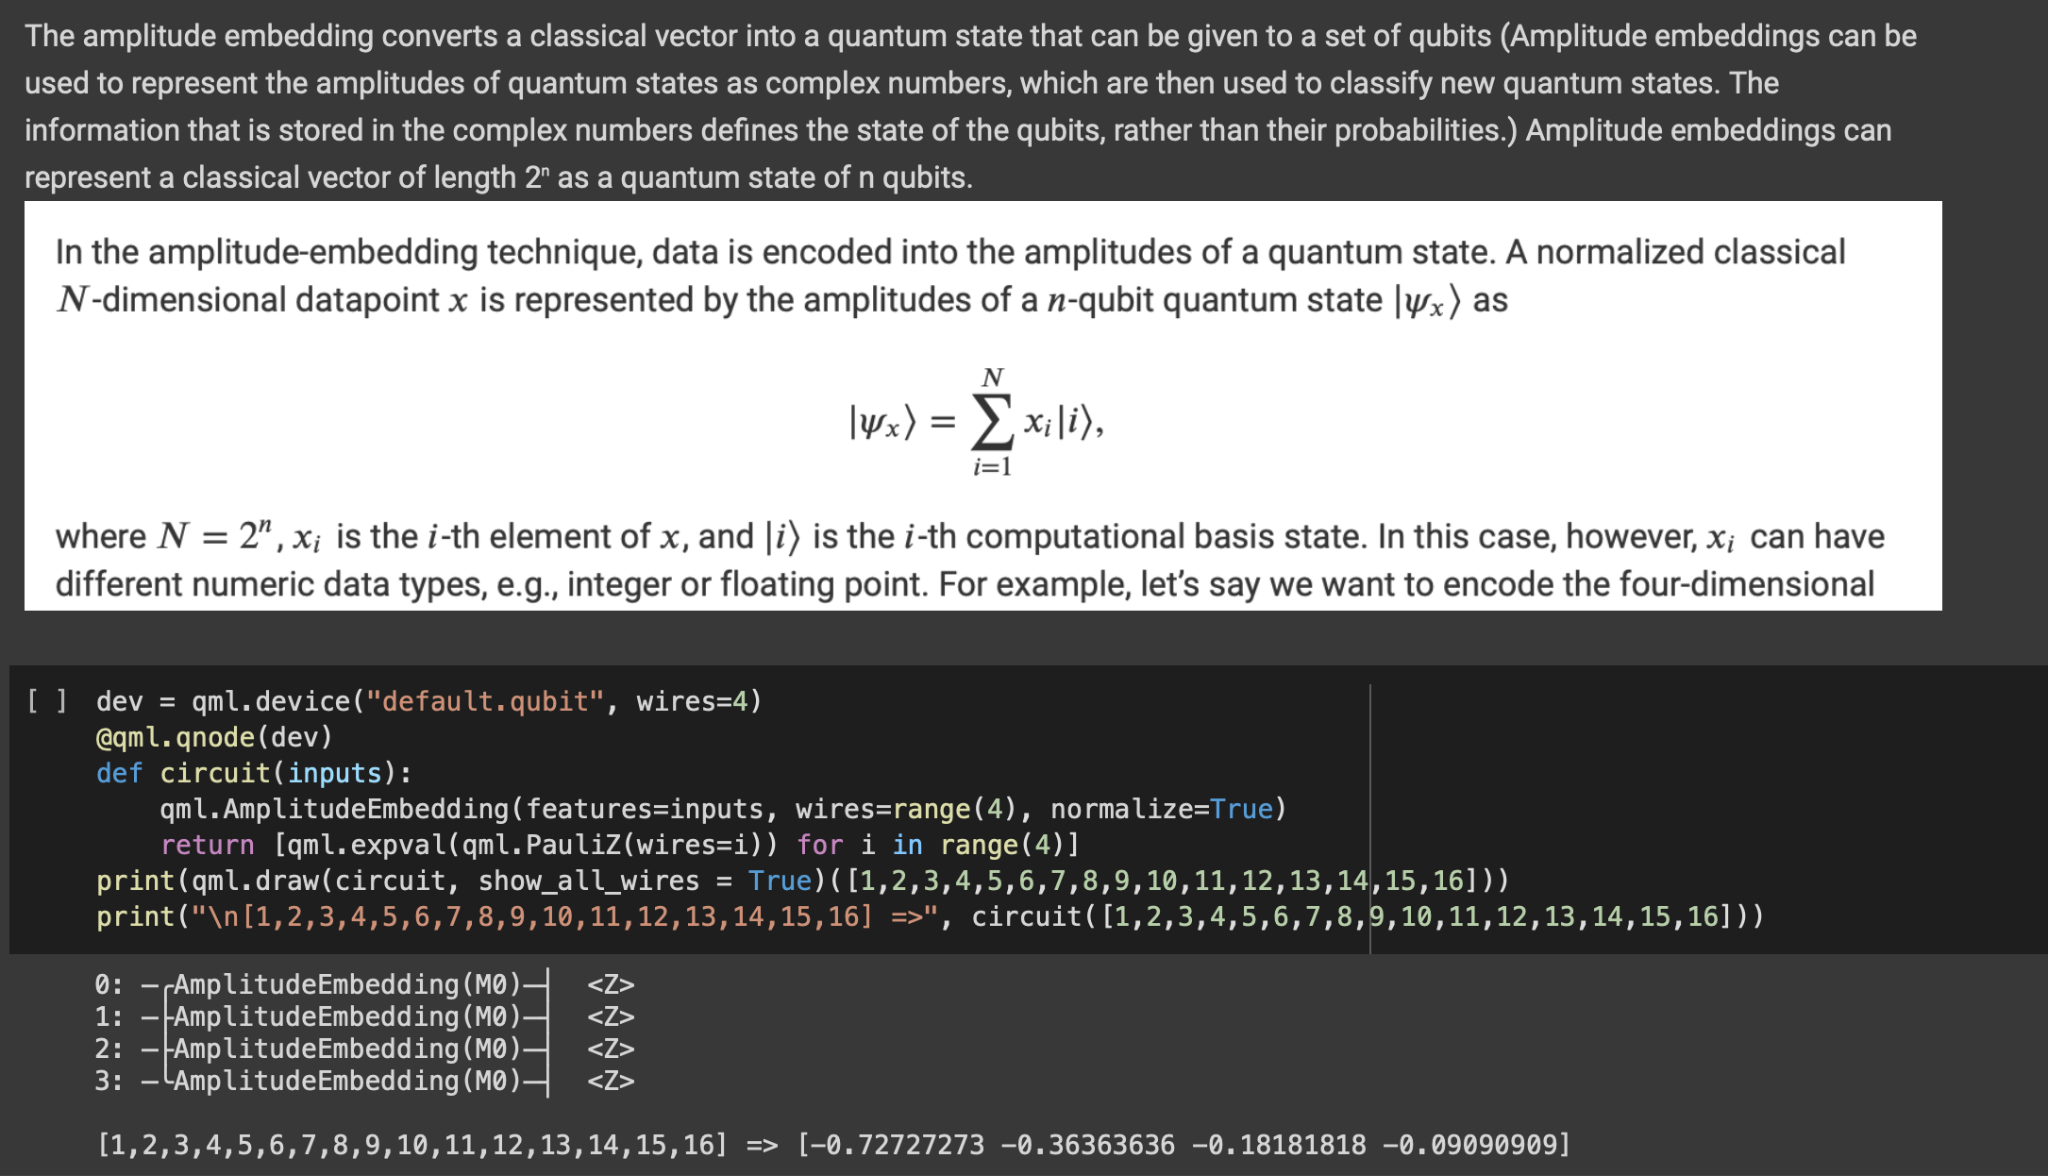 The amplitude embedding converts a classical vector into a quantum state that can be given to a set of qubits (Amplitude embeddings can be
used to represent the amplitudes of quantum states as complex numbers, which are then used to classify new quantum states. The
information that is stored in the complex numbers defines the state of the qubits, rather than their probabilities.) Amplitude embeddings can
represent a classical vector of length 2ⁿ as a quantum state of n qubits.
In the amplitude-embedding technique, data is encoded into the amplitudes of a quantum state. A normalized classical
N-dimensional datapoint x is represented by the amplitudes of a n-qubit quantum state |ψₓ⟩ as
|ψₓ⟩ = ∑_{i=1}^{N} xᵢ|i⟩,
where N = 2ⁿ, xᵢ is the i-th element of x, and |i⟩ is the i-th computational basis state. In this case, however, xᵢ can have
different numeric data types, e.g., integer or floating point. For example, let’s say we want to encode the four-dimensional
[ ] dev = qml.device("default.qubit", wires=4)
@qml.qnode(dev)
def circuit(inputs):
    qml.AmplitudeEmbedding(features=inputs, wires=range(4), normalize=True)
    return [qml.expval(qml.PauliZ(wires=i)) for i in range(4)]
print(qml.draw(circuit, show_all_wires = True)([1,2,3,4,5,6,7,8,9,10,11,12,13,14,15,16]))
print("\n[1,2,3,4,5,6,7,8,9,10,11,12,13,14,15,16] =>", circuit([1,2,3,4,5,6,7,8,9,10,11,12,13,14,15,16]))
0: ─╭AmplitudeEmbedding(M0)─┤  <Z>
1: ─├AmplitudeEmbedding(M0)─┤  <Z>
2: ─├AmplitudeEmbedding(M0)─┤  <Z>
3: ─╰AmplitudeEmbedding(M0)─┤  <Z>
[1,2,3,4,5,6,7,8,9,10,11,12,13,14,15,16] => [-0.72727273 -0.36363636 -0.18181818 -0.09090909]